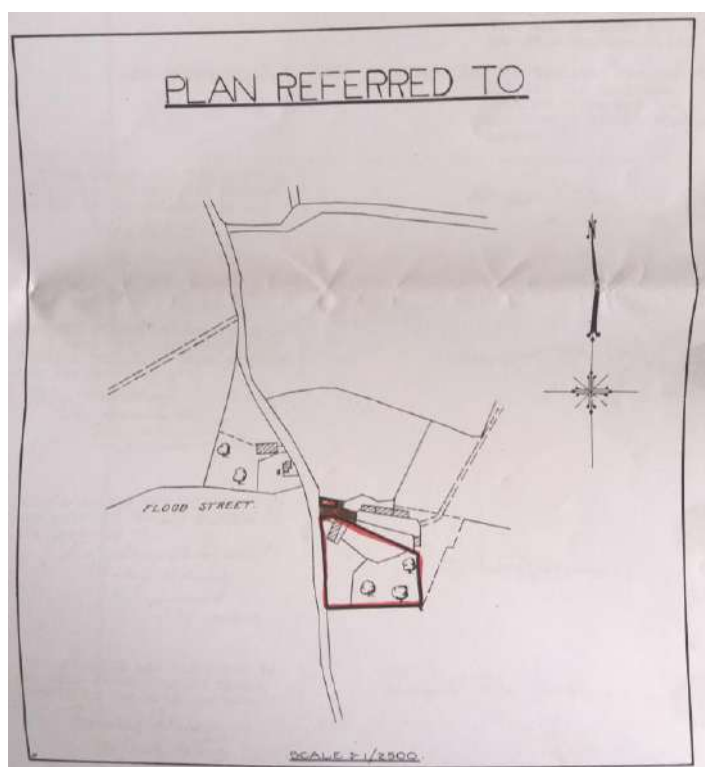 PLAN REFERRED TO
N
FLOOD STREET.
SCALE :- 1/2500.